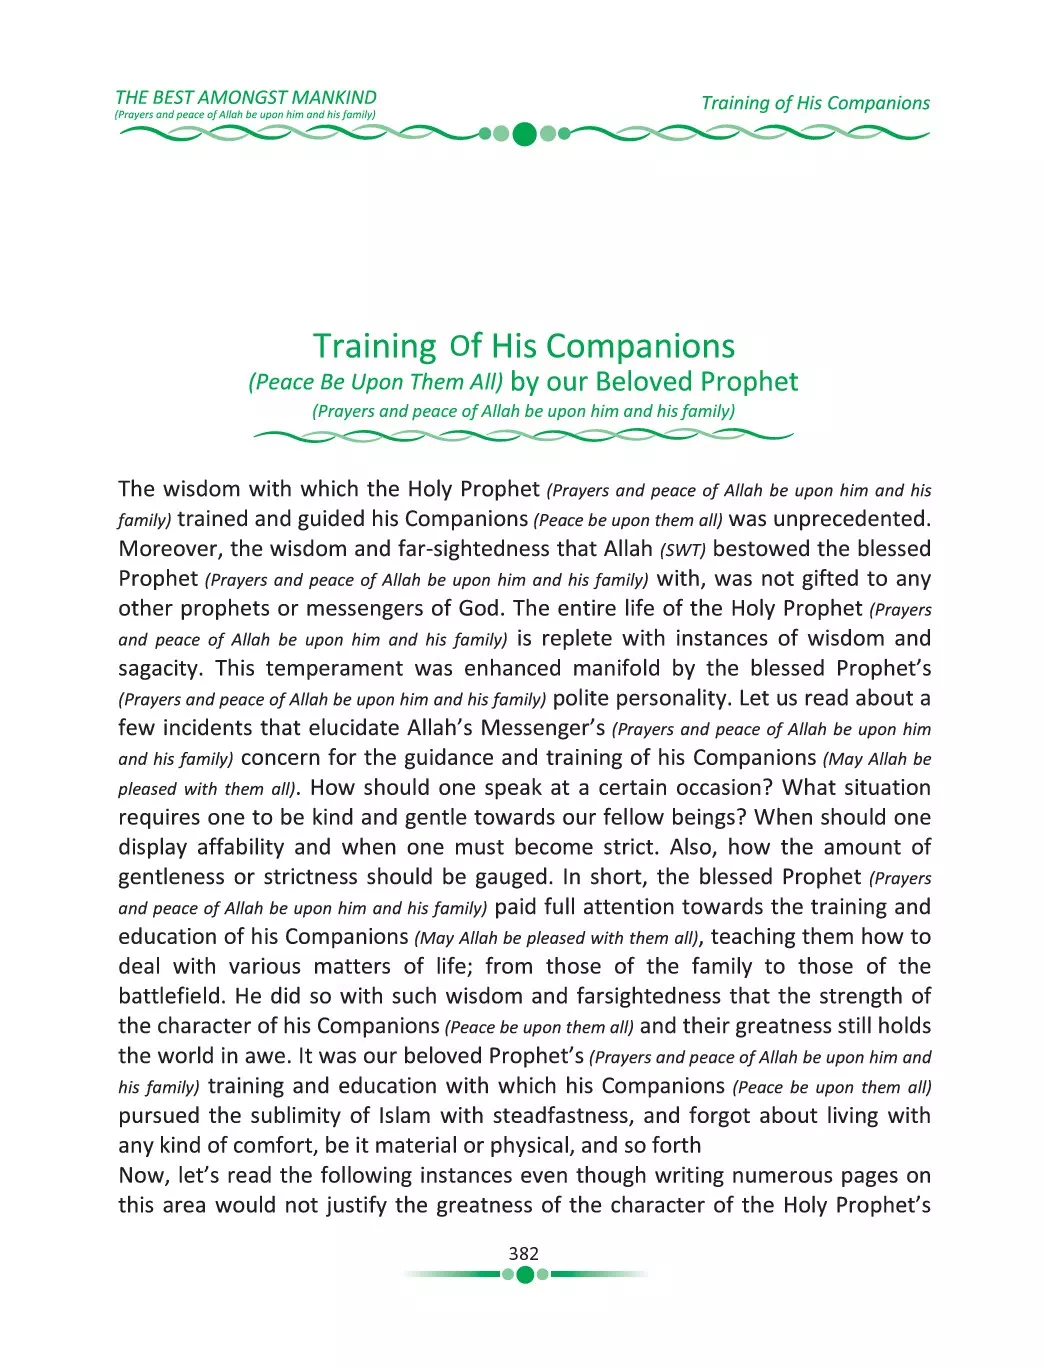 THE BEST AMONGST MANKIND
(Prayers and peace of Allah be upon him and his family)
Training of His Companions
Training Of His Companions
(Peace Be Upon Them All) by our Beloved Prophet
(Prayers and peace of Allah be upon him and his family)
The wisdom with which the Holy Prophet (Prayers and peace of Allah be upon him and his
family) trained and guided his Companions (Peace be upon them all) was unprecedented.
Moreover, the wisdom and far-sightedness that Allah (SWT) bestowed the blessed
Prophet (Prayers and peace of Allah be upon him and his family) with, was not gifted to any
other prophets or messengers of God. The entire life of the Holy Prophet (Prayers
and peace of Allah be upon him and his family) is replete with instances of wisdom and
sagacity. This temperament was enhanced manifold by the blessed Prophet’s
(Prayers and peace of Allah be upon him and his family) polite personality. Let us read about a
few incidents that elucidate Allah’s Messenger’s (Prayers and peace of Allah be upon him
and his family) concern for the guidance and training of his Companions (May Allah be
pleased with them all). How should one speak at a certain occasion? What situation
requires one to be kind and gentle towards our fellow beings? When should one
display affability and when one must become strict. Also, how the amount of
gentleness or strictness should be gauged. In short, the blessed Prophet (Prayers
and peace of Allah be upon him and his family) paid full attention towards the training and
education of his Companions (May Allah be pleased with them all), teaching them how to
deal with various matters of life; from those of the family to those of the
battlefield. He did so with such wisdom and farsightedness that the strength of
the character of his Companions (Peace be upon them all) and their greatness still holds
the world in awe. It was our beloved Prophet’s (Prayers and peace of Allah be upon him and
his family) training and education with which his Companions (Peace be upon them all)
pursued the sublimity of Islam with steadfastness, and forgot about living with
any kind of comfort, be it material or physical, and so forth
Now, let’s read the following instances even though writing numerous pages on
this area would not justify the greatness of the character of the Holy Prophet’s
382